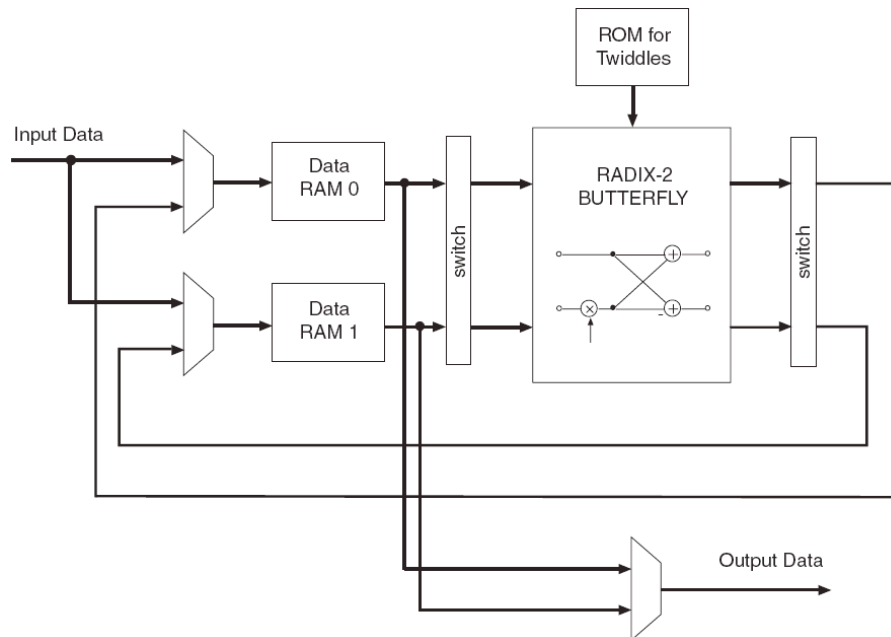 ROM for
Twiddles
Input Data
Data
RAM 0
switch
RADIX-2
BUTTERFLY
switch
Data
RAM 1
Output Data